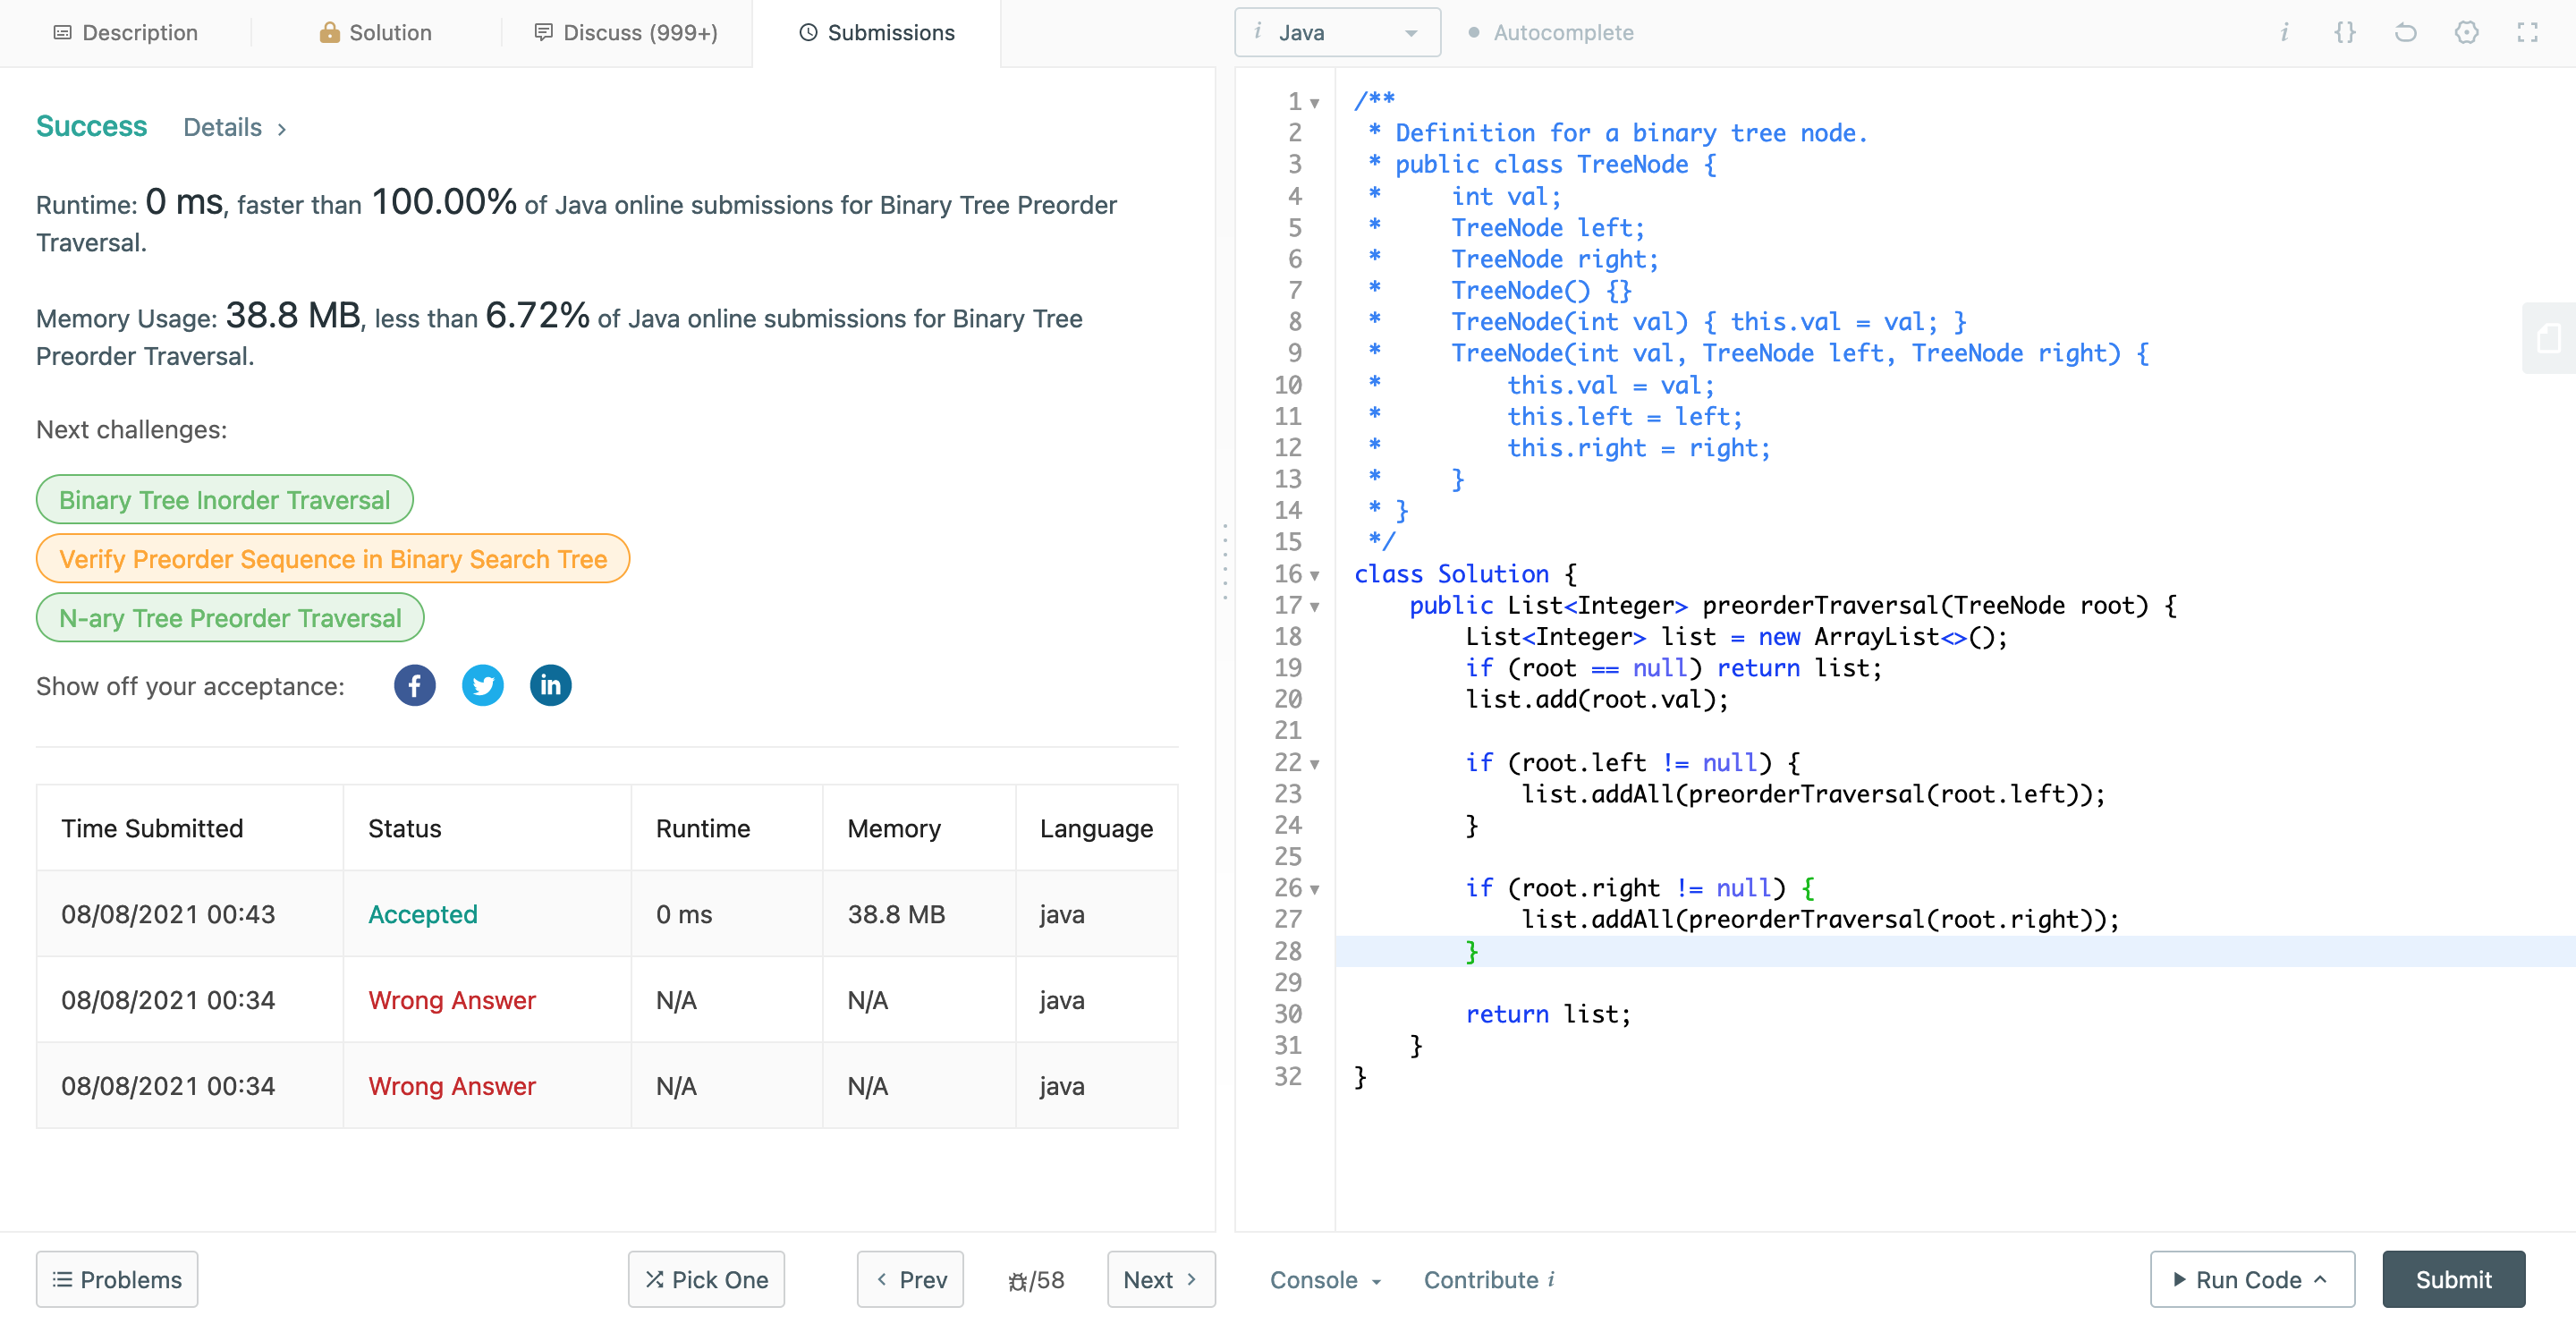 Description
Solution
Discuss (999+)
Submissions
i Java
Autocomplete
i {}
Success Details >
Runtime: 0 ms, faster than 100.00% of Java online submissions for Binary Tree Preorder
Traversal.
Memory Usage: 38.8 MB, less than 6.72% of Java online submissions for Binary Tree
Preorder Traversal.
Next challenges:
Binary Tree Inorder Traversal
Verify Preorder Sequence in Binary Search Tree
N-ary Tree Preorder Traversal
Show off your acceptance: f in
Time Submitted Status Runtime Memory Language
08/08/2021 00:43 Accepted 0 ms 38.8 MB java
08/08/2021 00:34 Wrong Answer N/A N/A java
08/08/2021 00:34 Wrong Answer N/A N/A java
1 /**
2  * Definition for a binary tree node.
3  * public class TreeNode {
4  *     int val;
5  *     TreeNode left;
6  *     TreeNode right;
7  *     TreeNode() {}
8  *     TreeNode(int val) { this.val = val; }
9  *     TreeNode(int val, TreeNode left, TreeNode right) {
10  *         this.val = val;
11  *         this.left = left;
12  *         this.right = right;
13  *     }
14  * }
15  */
16 class Solution {
17     public List<Integer> preorderTraversal(TreeNode root) {
18         List<Integer> list = new ArrayList<>();
19         if (root == null) return list;
20         list.add(root.val);
21
22         if (root.left != null) {
23             list.addAll(preorderTraversal(root.left));
24         }
25
26         if (root.right != null) {
27             list.addAll(preorderTraversal(root.right));
28         }
29
30         return list;
31     }
32 }
Problems
Pick One
< Prev
/58
Next >
Console
Contribute i
Run Code
Submit